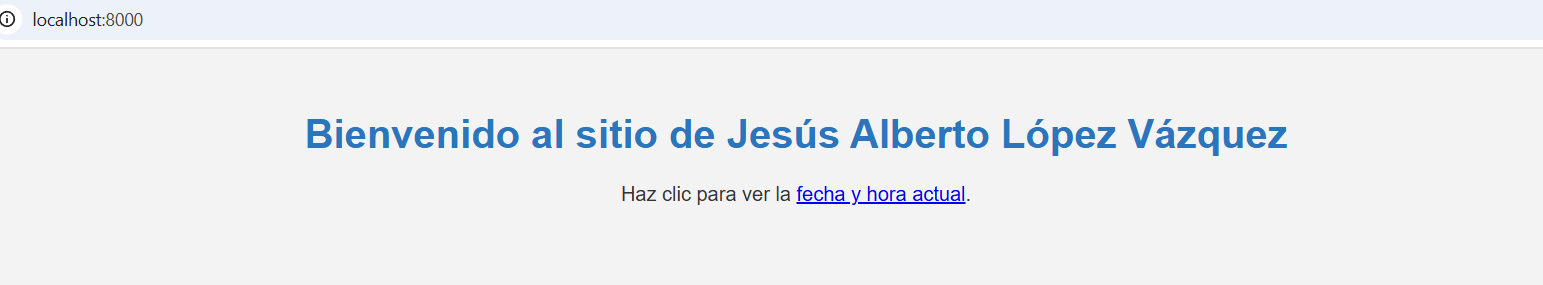 localhost:8000
Bienvenido al sitio de Jesús Alberto López Vázquez
Haz clic para ver la fecha y hora actual.